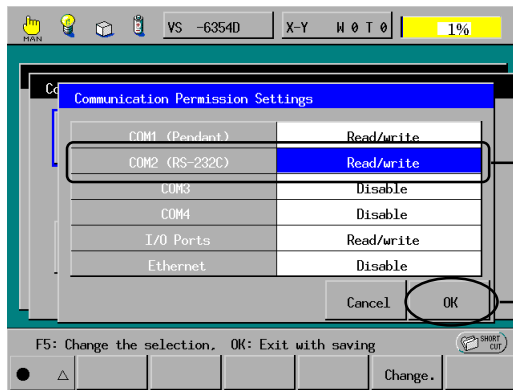 MAN VS -6354D X-Y W 0 T 0 1%
Co
Communication Permission Settings
COM1 (Pendant) Read/write
COM2 (RS-232C) Read/write
COM3 Disable
COM4 Disable
I/O Ports Read/write
Ethernet Disable
Cancel OK
F5: Change the selection, OK: Exit with saving SHORT CUT
Change.